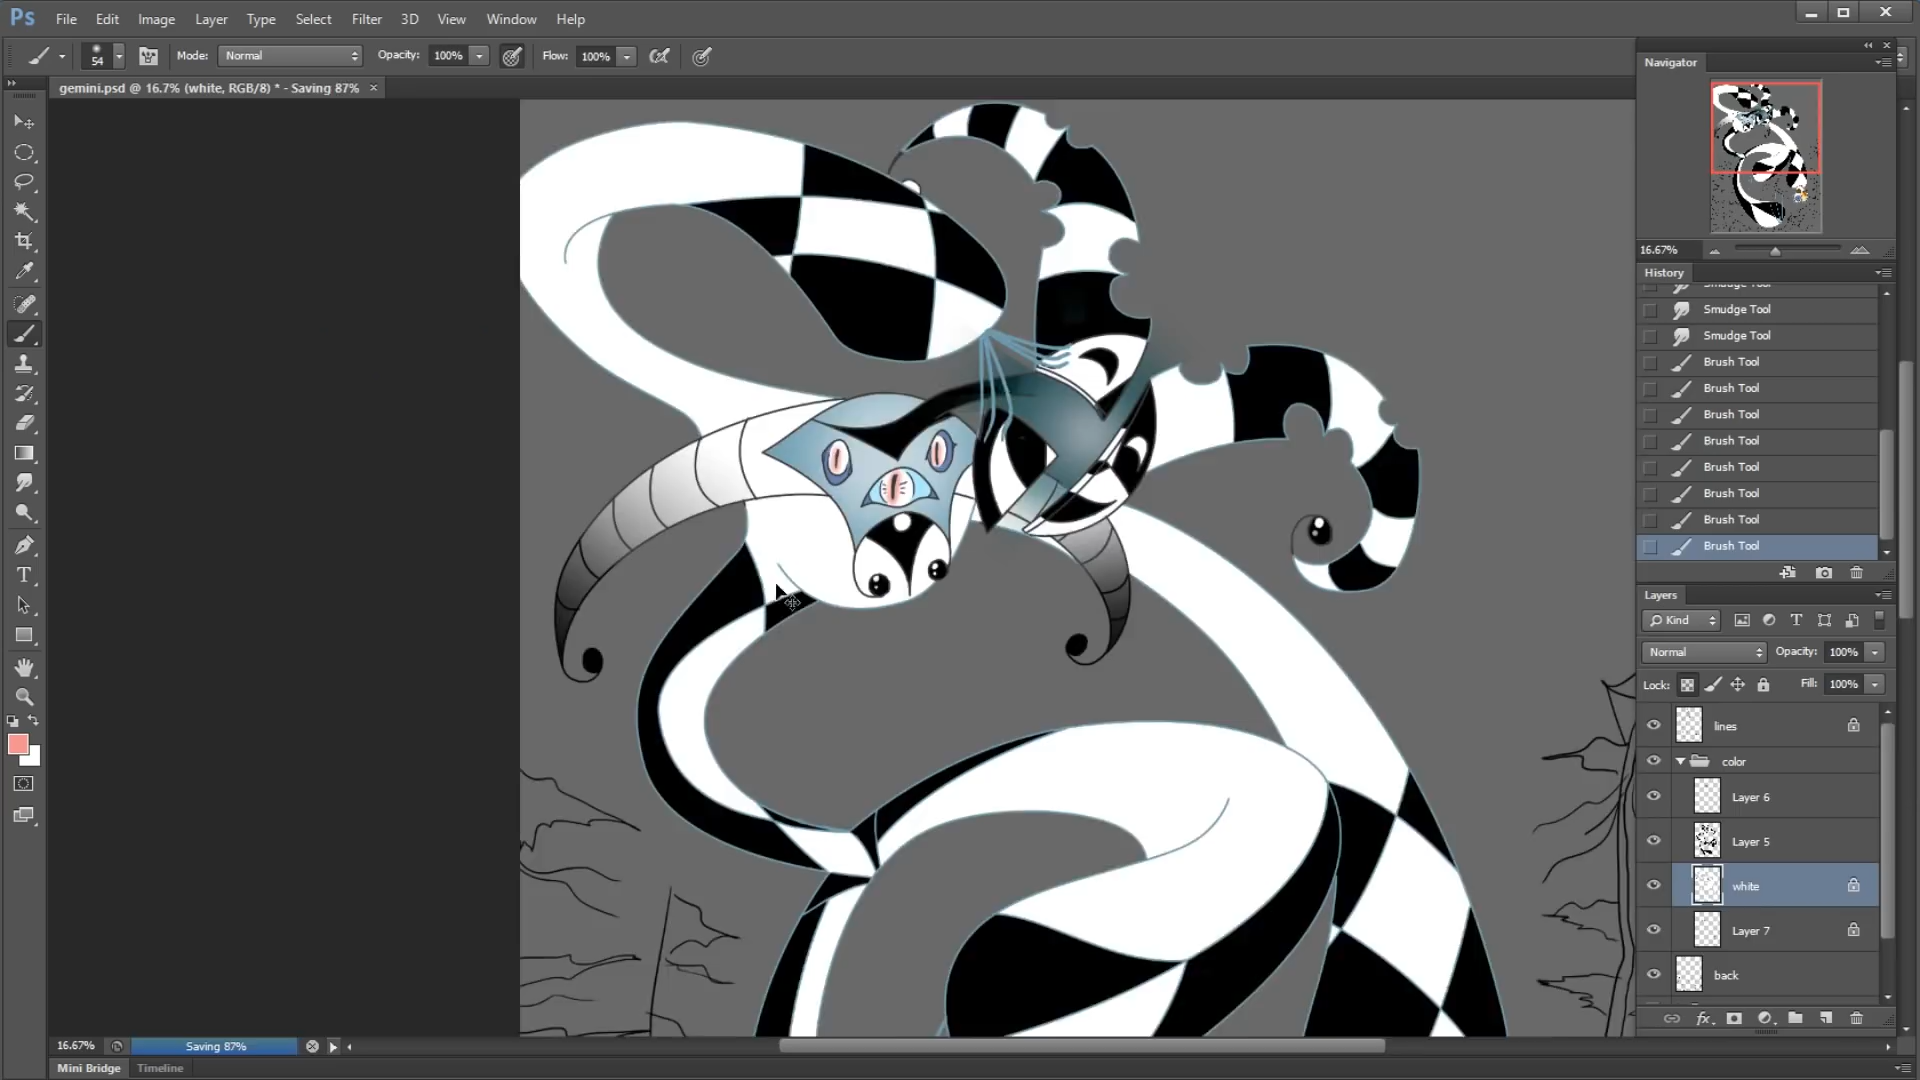 Ps File Edit Image Layer Type Select Filter 3D View Window Help
54 Mode: Normal Opacity: 100% Flow: 100%
gemini.psd @ 16.7% (white, RGB/8) * - Saving 87% ×
Navigator
16.67%
History
Smudge Tool
Smudge Tool
Smudge Tool
Brush Tool
Brush Tool
Brush Tool
Brush Tool
Brush Tool
Brush Tool
Brush Tool
Brush Tool
Layers
Kind
Normal Opacity: 100%
Lock: Fill: 100%
lines
color
Layer 6
Layer 5
white
Layer 7
back
16.67% Saving 87%
Mini Bridge Timeline